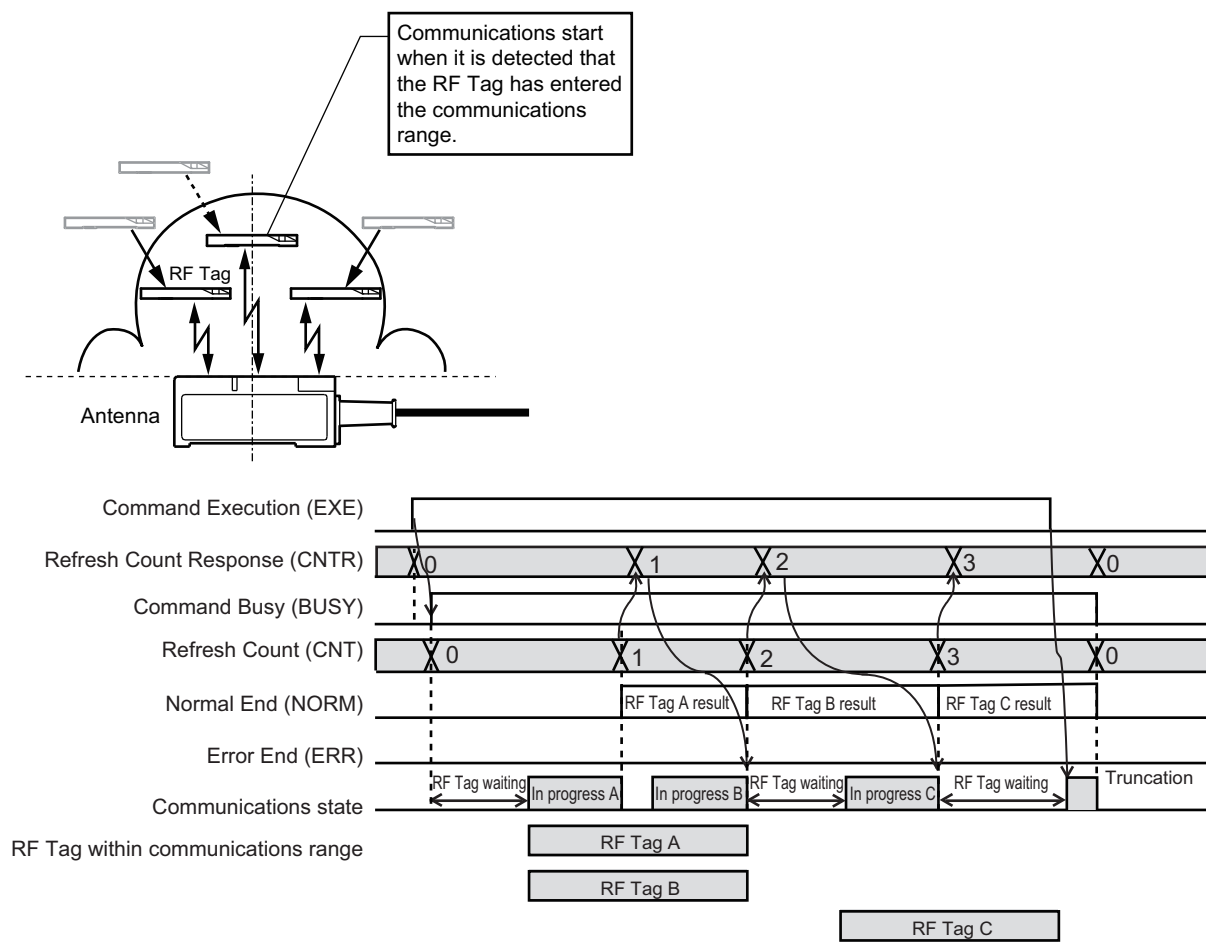 Communications start
when it is detected that
the RF Tag has entered
the communications
range.
RF Tag
Antenna
Command Execution (EXE)
Refresh Count Response (CNTR)
0 1 2 3 0
Command Busy (BUSY)
Refresh Count (CNT)
0 1 2 3 0
Normal End (NORM)
RF Tag A result RF Tag B result RF Tag C result
Error End (ERR)
Communications state
RF Tag waiting In progress A In progress B RF Tag waiting In progress C RF Tag waiting Truncation
RF Tag within communications range
RF Tag A
RF Tag B
RF Tag C